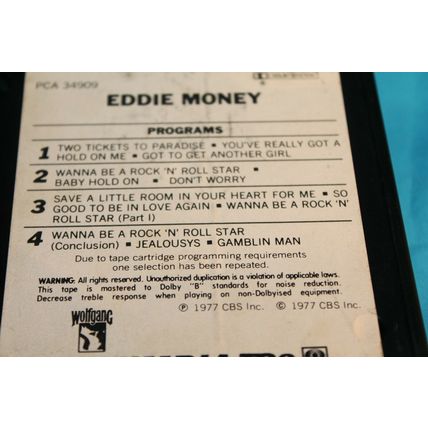 PCA 34909
EDDIE MONEY
PROGRAMS
1 TWO TICKETS TO PARADISE ▪ YOU'VE REALLY GOT A
HOLD ON ME ▪ GOT TO GET ANOTHER GIRL
2 WANNA BE A ROCK 'N' ROLL STAR ▪
BABY HOLD ON ▪ DON'T WORRY
3 SAVE A LITTLE ROOM IN YOUR HEART FOR ME ▪ SO
GOOD TO BE IN LOVE AGAIN ▪ WANNA BE A ROCK 'N'
ROLL STAR (Part I)
4 WANNA BE A ROCK 'N' ROLL STAR
(Conclusion) ▪ JEALOUSYS ▪ GAMBLIN MAN
Due to tape cartridge programming requirements
one selection has been repeated.
WARNING: All rights reserved. Unauthorized duplication is a violation of applicable laws.
This tape is mastered to Dolby "B" standards for noise reduction.
Decrease treble response when playing on non-Dolbyised equipment.
℗ 1977 CBS Inc. © 1977 CBS Inc.
wolfgang